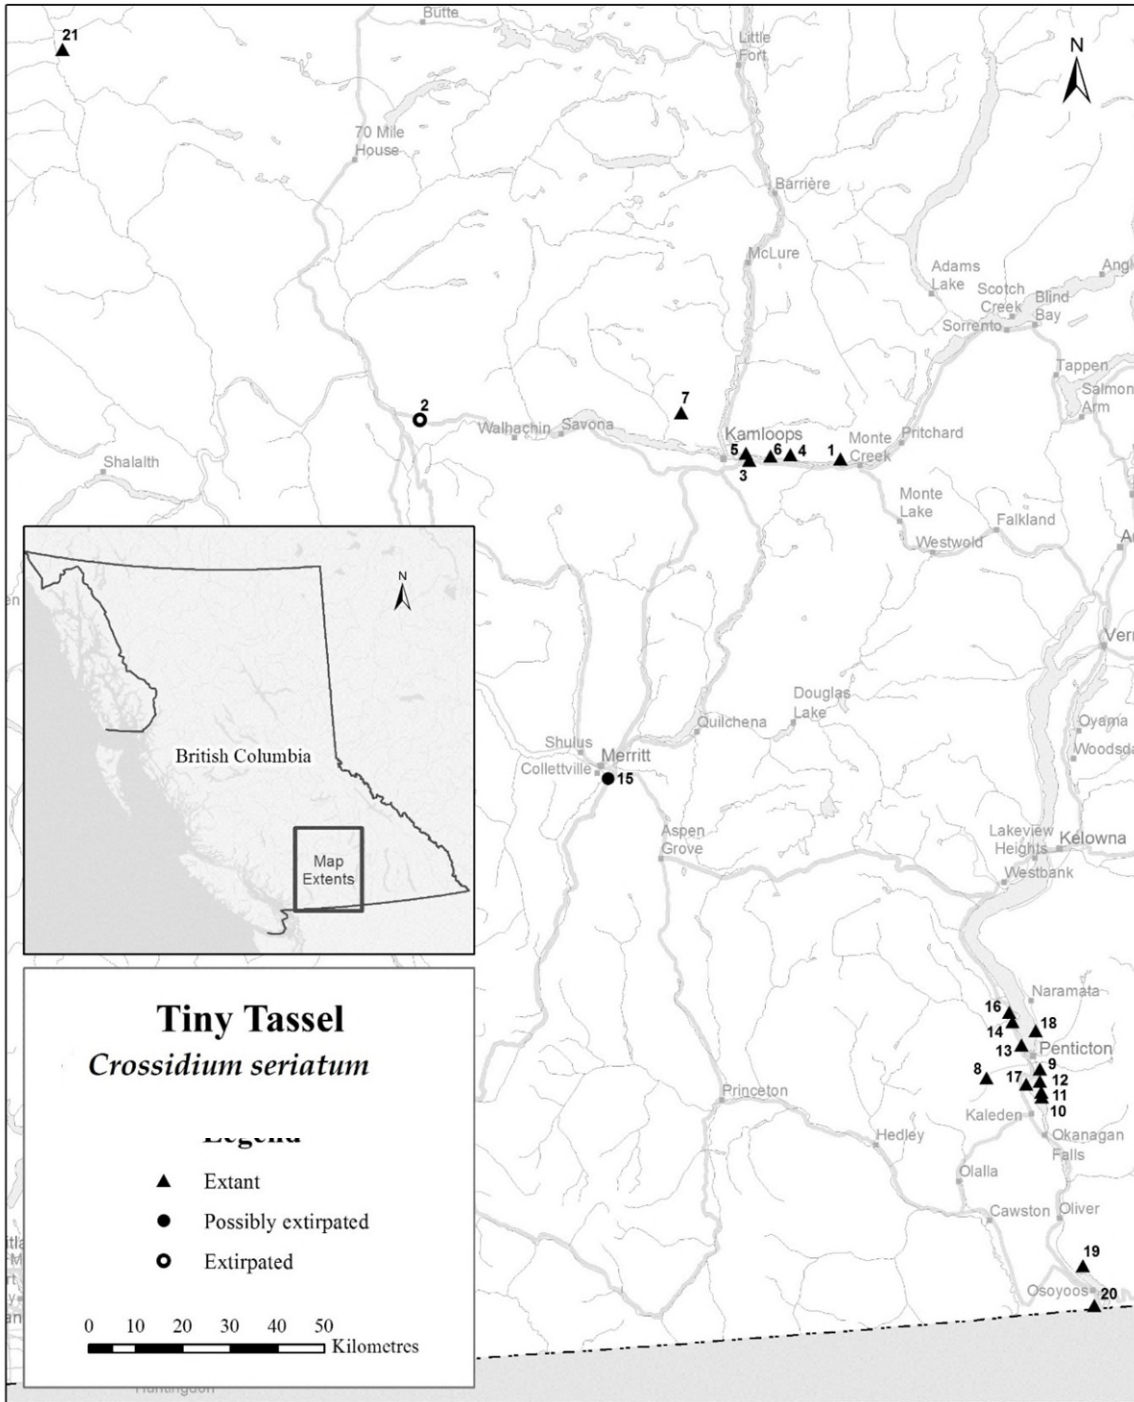 21
Butte
Little
Fort
N
70 Mile
House
Barrière
McLure
Adams
Lake
Scotch
Creek
Blind
Bay
Angl
Sorrento
Tappen
Salmon
Arm
7
2
Walhachin
Savona
Kamloops
Monte
Creek
Pritchard
5
6
4
1
3
Shalalth
Monte
Lake
Falkland
Westwold
N
British Columbia
Map
Extents
Vern
Douglas
Lake
Quilchena
Oyama
Woodsda
Shulus
Merritt
Collettville
15
Aspen
Grove
Lakeview
Heights
Kelowna
Westbank
Tiny Tassel
Crossidium seriatum
Legend
Extant
Possibly extirpated
Extirpated
0 10 20 30 40 50
Kilometres
Naramata
16
14
18
13
Penticton
9
8
17
12
11
10
Kaleden
Princeton
Okanagan
Falls
Hedley
Olalla
Cawston
Oliver
19
Osoyoos
20